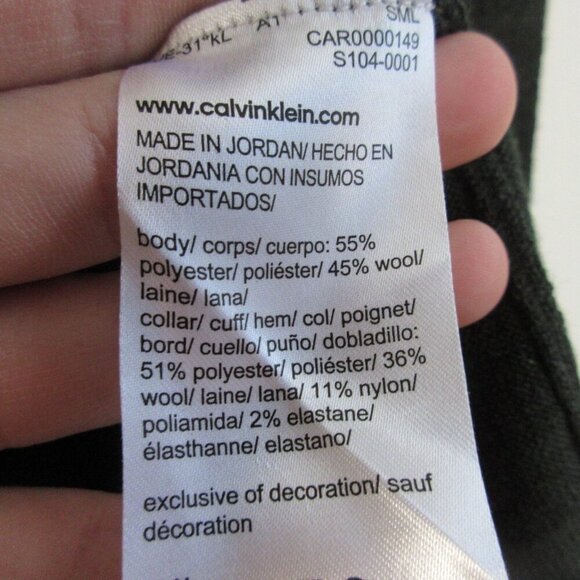 SML
A1
CAR0000149
S104-0001
www.calvinklein.com
MADE IN JORDAN/ HECHO EN
JORDANIA CON INSUMOS
IMPORTADOS/
body/ corps/ cuerpo: 55%
polyester/ poliéster/ 45% wool/
laine/ lana/
collar/ cuff/ hem/ col/ poignet/
bord/ cuello/ puño/ dobladillo:
51% polyester/ poliéster/ 36%
wool/ laine/ lana/ 11% nylon/
poliamida/ 2% elastane/
élasthanne/ elastano/
exclusive of decoration/ sauf
décoration